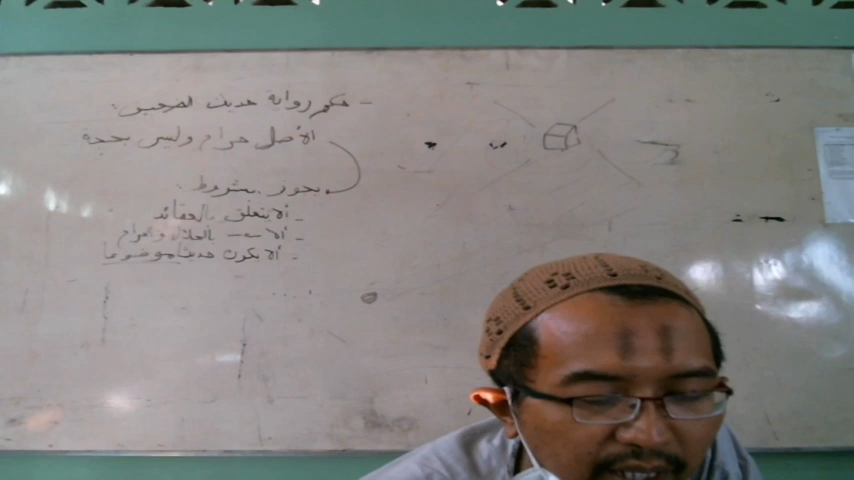 - حكم رواية حديث الضعيف:
الأصل حرام وليس بحجة
يجوز بشروط:
- ألا يتعلق بالعقائد
- ألا ~ بالحلال والحرام
- ألا يكون حديثا موضوعا